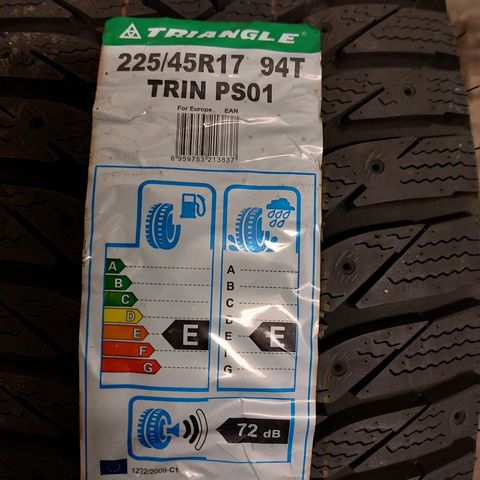 TRIANGLE
225/45R17 94T
TRIN PS01
For Europe EAN
6 959753 213837
A A
B B
C C
D D
E E E E
F F
G G
72 dB
1222/2009-C1